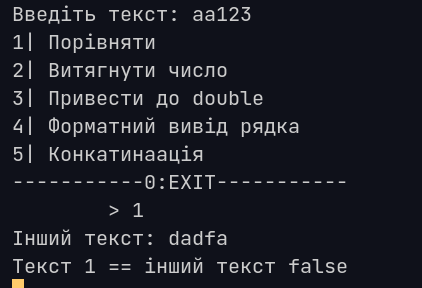 Введіть текст: aa123
1| Порівняти
2| Витягнути число
3| Привести до double
4| Форматний вивід рядка
5| Конкатинаація
-----------0:EXIT-----------
> 1
Інший текст: dadfa
Текст 1 == інший текст false